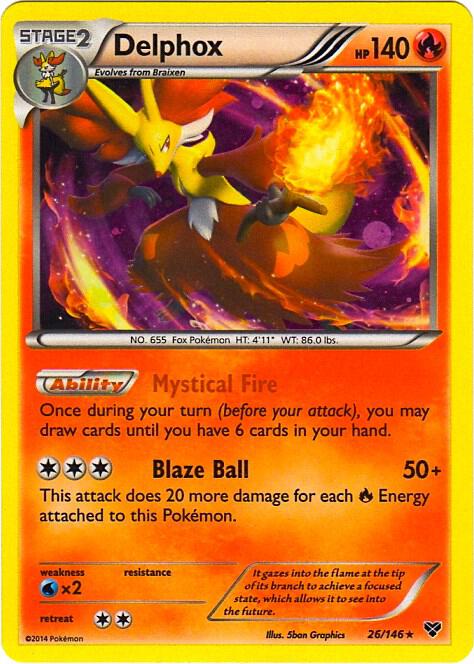 STAGE2
Delphox
HP140
Evolves from Braixen
NO. 655 Fox Pokémon HT: 4'11" WT: 86.0 lbs.
Ability Mystical Fire
Once during your turn (before your attack), you may
draw cards until you have 6 cards in your hand.
Blaze Ball 50+
This attack does 20 more damage for each Energy
attached to this Pokémon.
weakness resistance
×2
retreat
It gazes into the flame at the tip
of its branch to achieve a focused
state, which allows it to see into
the future.
©2014 Pokémon
Illus. 5ban Graphics
26/146★